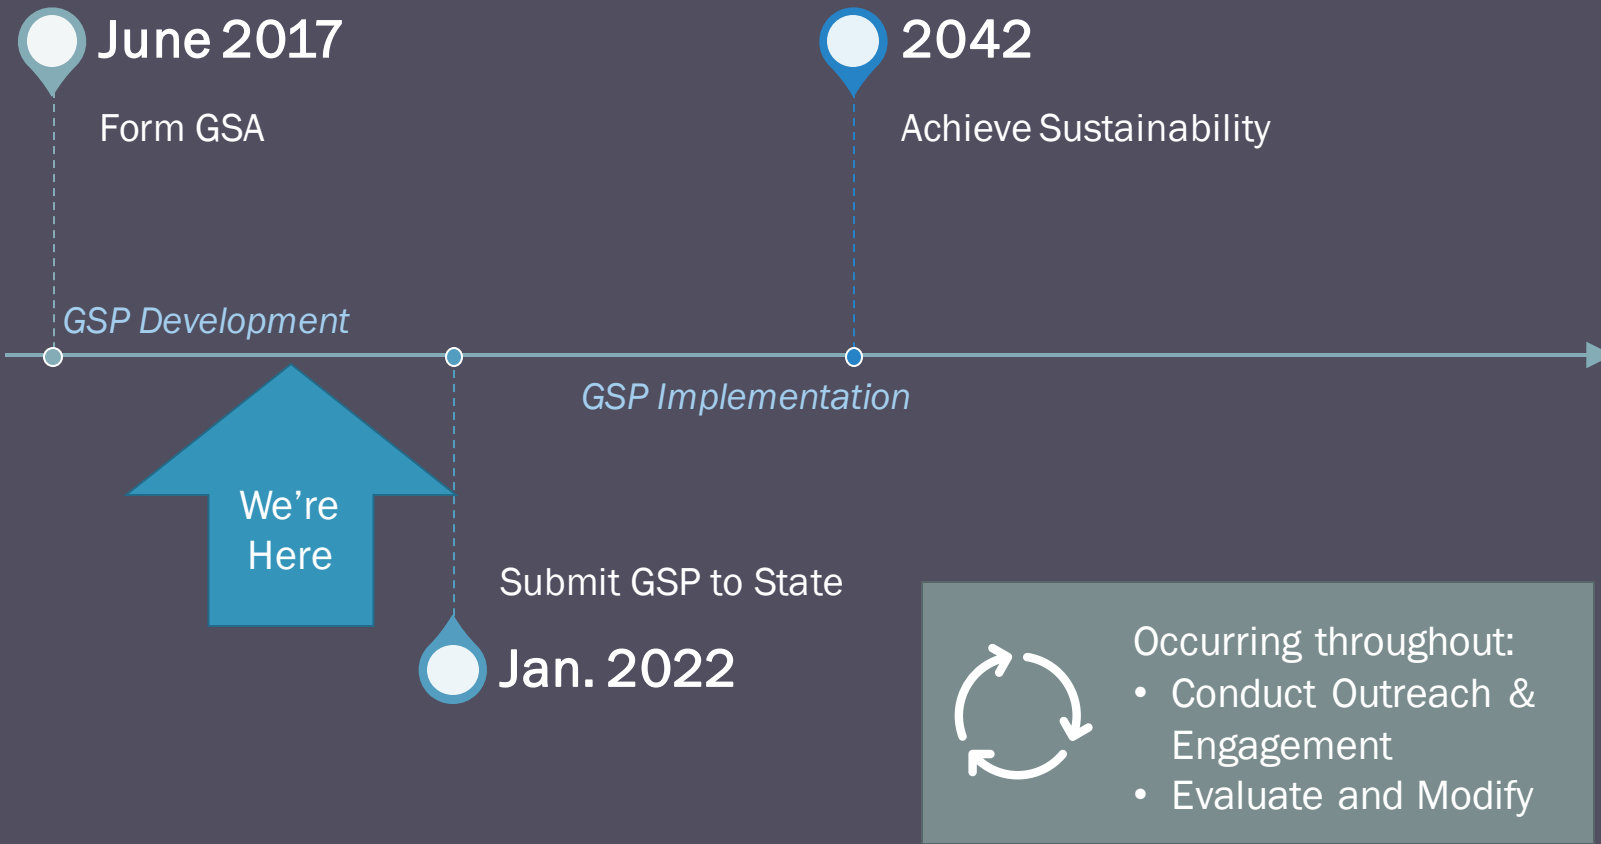 June 2017
Form GSA
2042
Achieve Sustainability
GSP Development
GSP Implementation
We’re
Here
Submit GSP to State
Jan. 2022
Occurring throughout:
• Conduct Outreach &
Engagement
• Evaluate and Modify